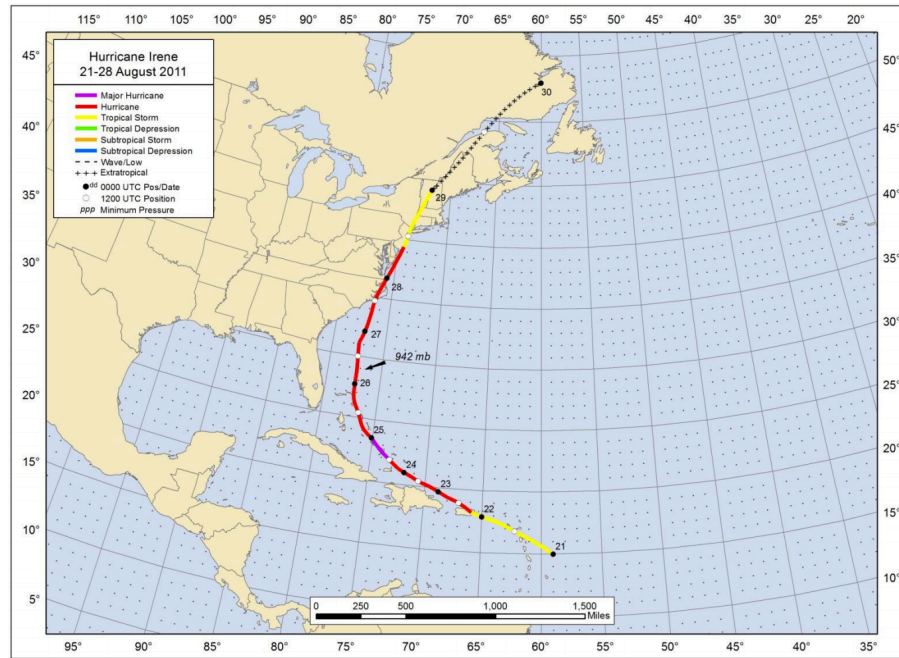 115° 110° 105° 100° 95° 90° 85° 80° 75° 70° 65° 60° 55° 50° 45° 40° 35° 30° 25° 20°
45°
40°
35°
30°
25°
20°
15°
10°
5°
Hurricane Irene
21-28 August 2011
Major Hurricane
Hurricane
Tropical Storm
Tropical Depression
Subtropical Storm
Subtropical Depression
Wave/Low
Extratropical
dd 0000 UTC Pos/Date
1200 UTC Position
ppp Minimum Pressure
30
29
28
27
942 mb
26
25
24
23
22
21
50°
45°
40°
35°
30°
25°
20°
15°
10°
0 250 500 1,000 1,500
Miles
95° 90° 85° 80° 75° 70° 65° 60° 55° 50° 45° 40° 35°